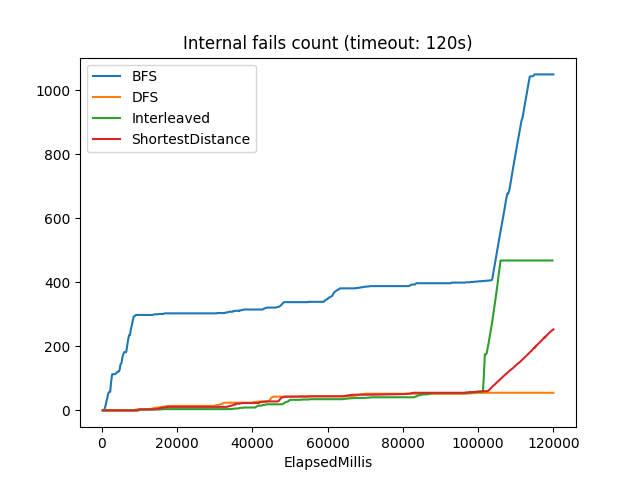 Internal fails count (timeout: 120s)
BFS
DFS
Interleaved
ShortestDistance
1000
800
600
400
200
0
0 20000 40000 60000 80000 100000 120000
ElapsedMillis